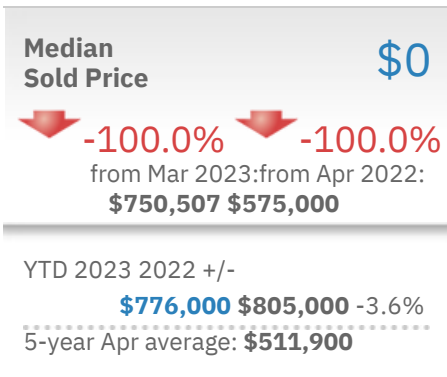 Median
Sold Price
$0
-100.0% -100.0%
from Mar 2023:from Apr 2022:
$750,507 $575,000
YTD 2023 2022 +/-
$776,000 $805,000 -3.6%
5-year Apr average: $511,900